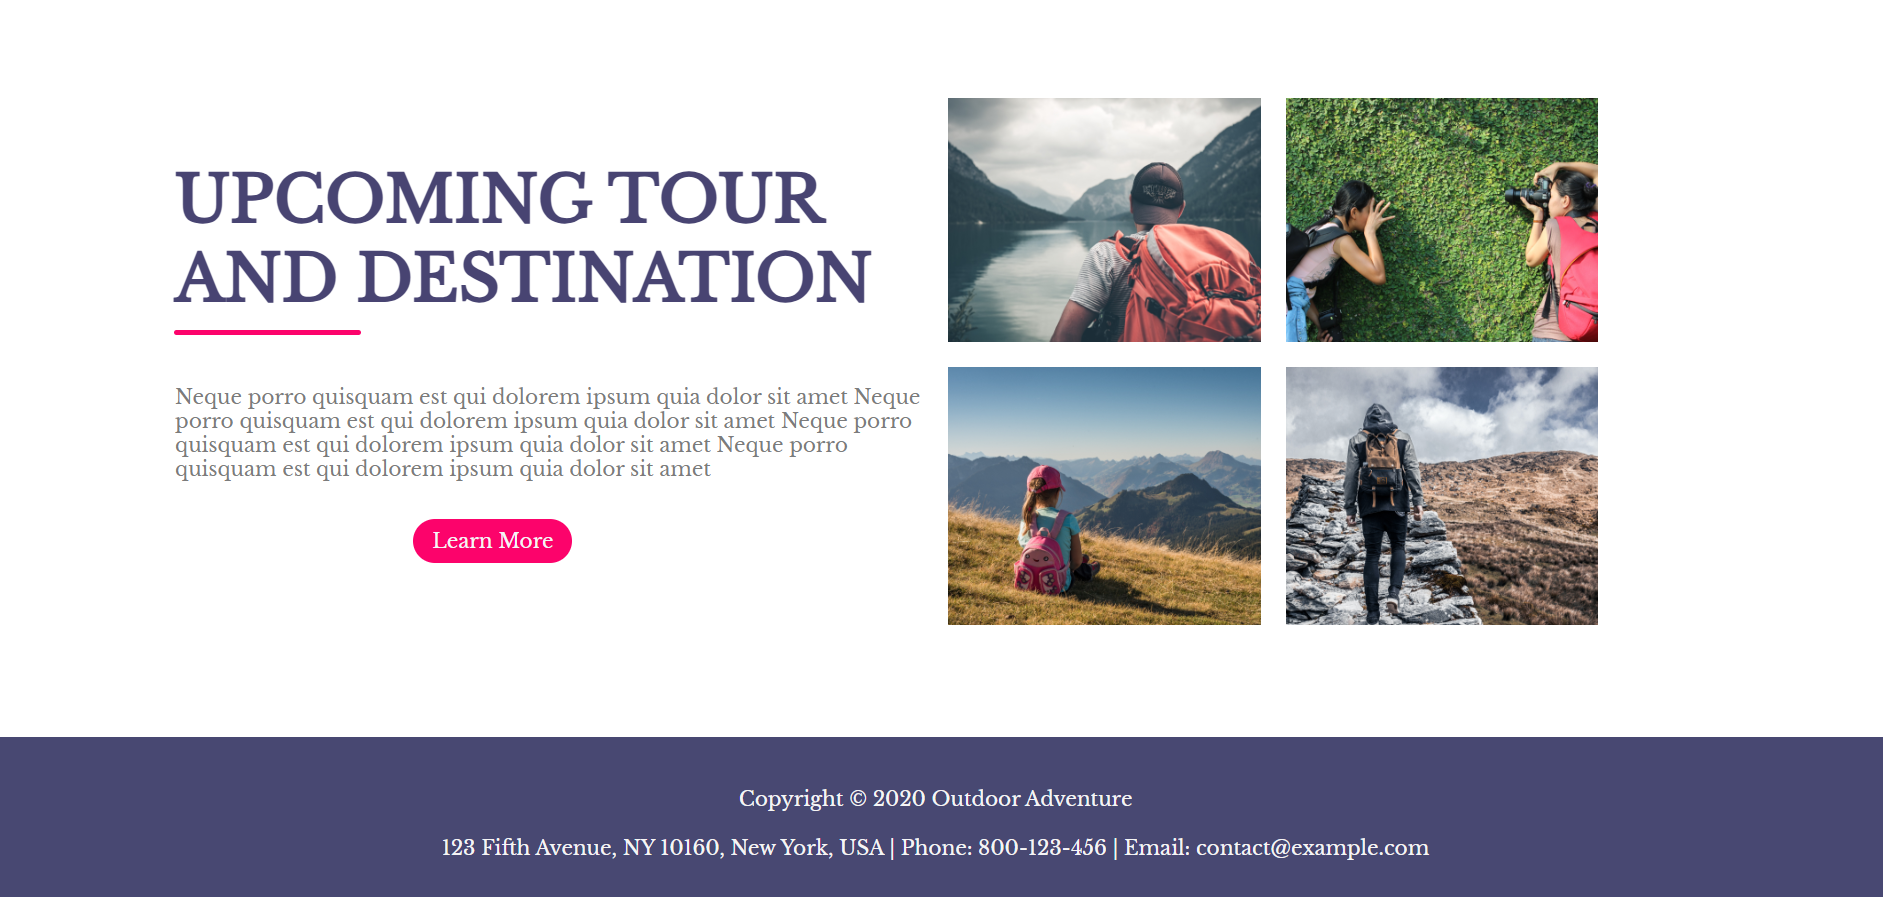 UPCOMING TOUR
AND DESTINATION
Neque porro quisquam est qui dolorem ipsum quia dolor sit amet Neque
porro quisquam est qui dolorem ipsum quia dolor sit amet Neque porro
quisquam est qui dolorem ipsum quia dolor sit amet Neque porro
quisquam est qui dolorem ipsum quia dolor sit amet
Learn More
Copyright © 2020 Outdoor Adventure
123 Fifth Avenue, NY 10160, New York, USA | Phone: 800-123-456 | Email: contact@example.com